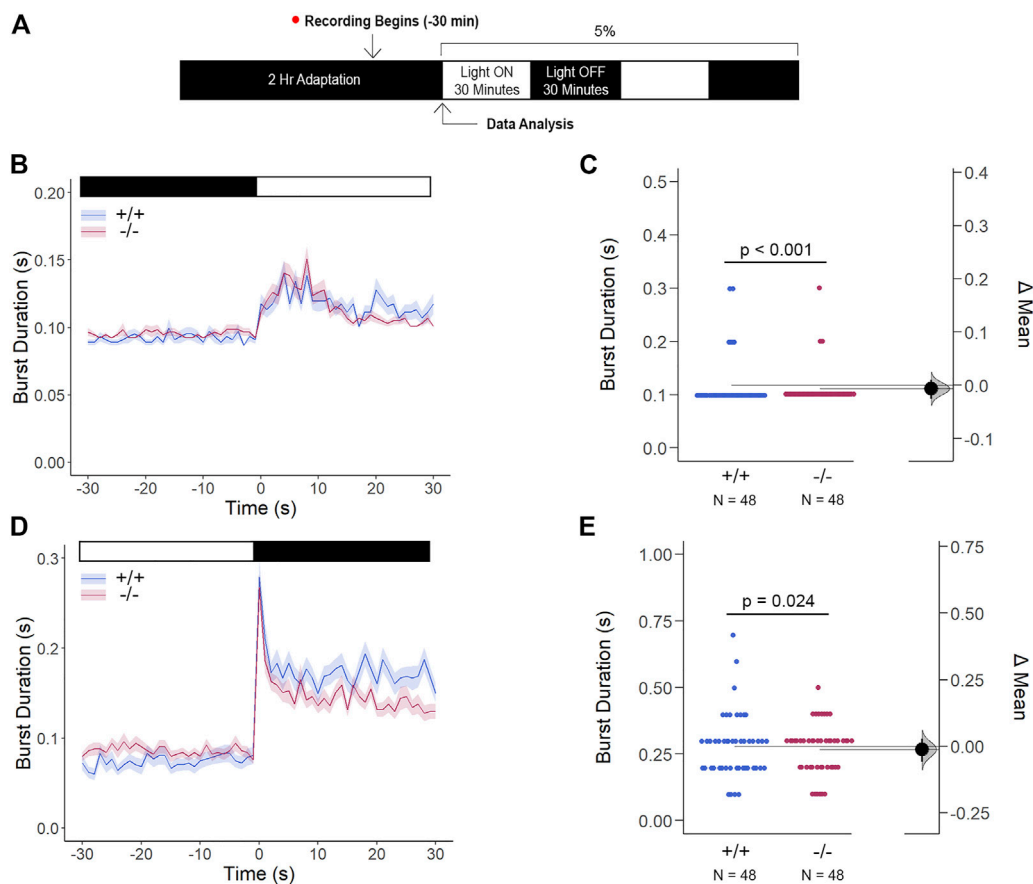 A
Recording Begins (-30 min)
5%
2 Hr Adaptation
Light ON
30 Minutes
Light OFF
30 Minutes
Data Analysis
B
+/+
-/-
Burst Duration (s)
0.20
0.15
0.10
0.05
0.00
-30 -20 -10 0 10 20 30
Time (s)
C
Burst Duration (s)
0.5
0.4
0.3
0.2
0.1
0.0
p < 0.001
+/+ -/-
N = 48 N = 48
0.4
0.3
0.2
0.1
0.0
-0.1
Δ Mean
D
+/+
-/-
Burst Duration (s)
0.3
0.2
0.1
0.0
-30 -20 -10 0 10 20 30
Time (s)
E
Burst Duration (s)
1.00
0.75
0.50
0.25
0.00
p = 0.024
+/+ -/-
N = 48 N = 48
0.75
0.50
0.25
0.00
-0.25
Δ Mean